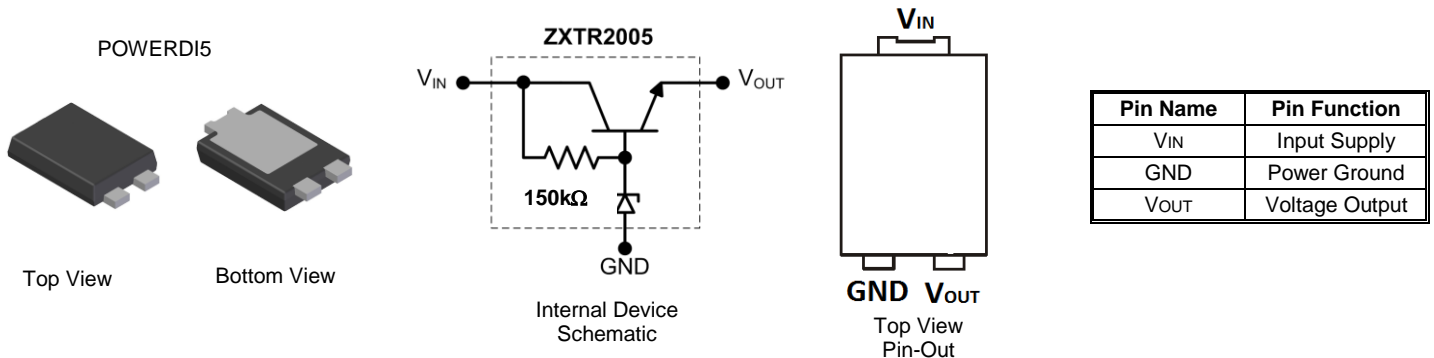 POWERDI5
Top View
Bottom View
ZXTR2005
VIN
VOUT
150kΩ
GND
Internal Device
Schematic
VIN
GND VOUT
Top View
Pin-Out
Pin Name Pin Function
VIN Input Supply
GND Power Ground
VOUT Voltage Output